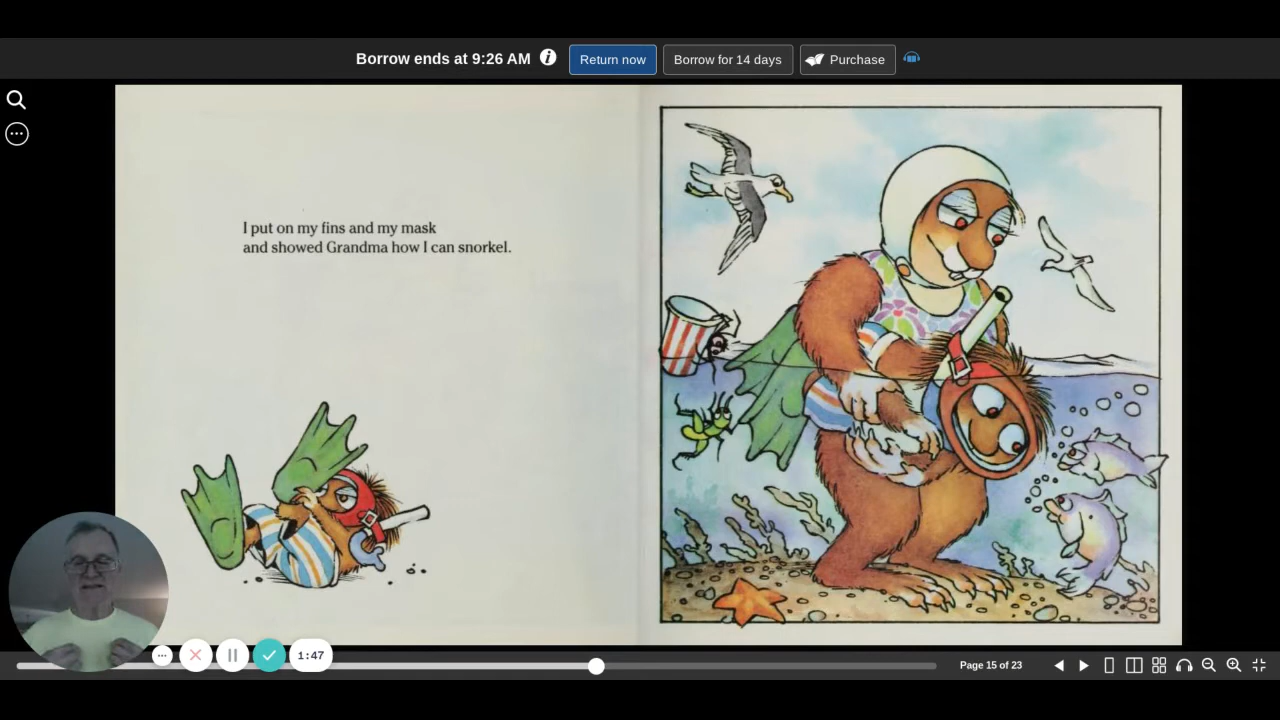 Borrow ends at 9:26 AM
Return now
Borrow for 14 days
Purchase
I put on my fins and my mask
and showed Grandma how I can snorkel.
1:47
Page 15 of 23